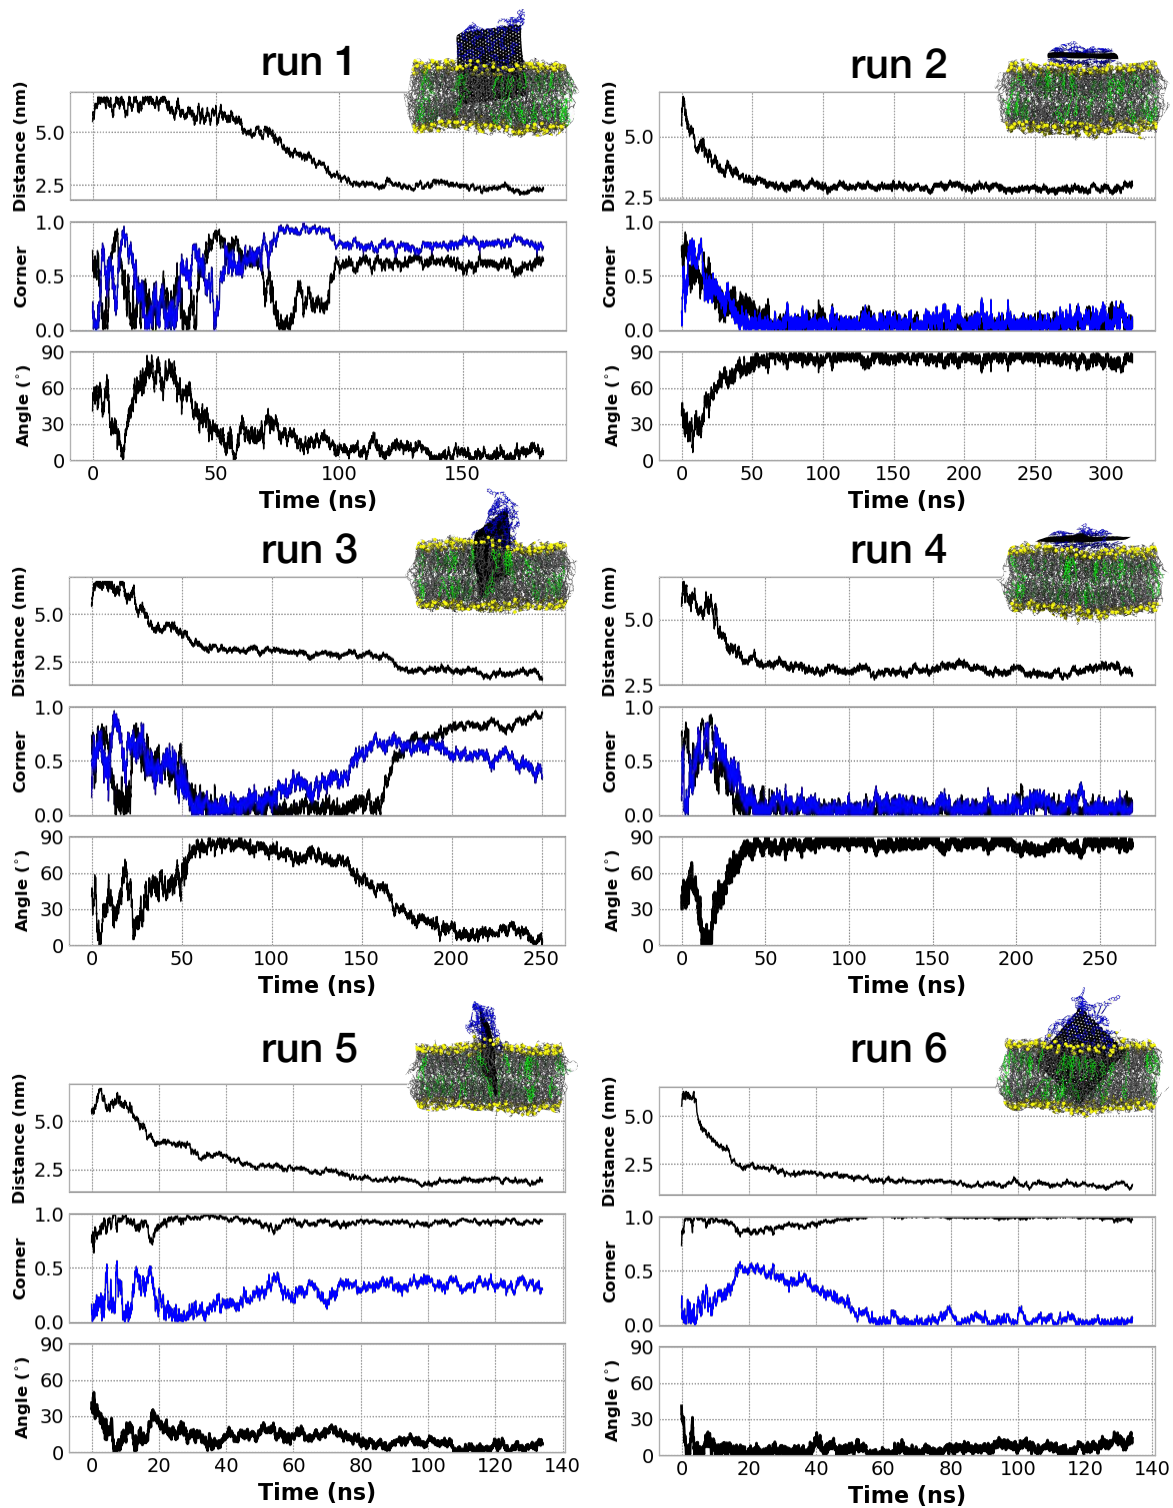 run 1
Distance (nm)
5.0
2.5
Corner
1.0
0.5
0.0
Angle (°)
90
60
30
0
0 50 100 150
Time (ns)
run 2
Distance (nm)
5.0
2.5
Corner
1.0
0.5
0.0
Angle (°)
90
60
30
0
0 50 100 150 200 250 300
Time (ns)
run 3
Distance (nm)
5.0
2.5
Corner
1.0
0.5
0.0
Angle (°)
90
60
30
0
0 50 100 150 200 250
Time (ns)
run 4
Distance (nm)
5.0
2.5
Corner
1.0
0.5
0.0
Angle (°)
90
60
30
0
0 50 100 150 200 250
Time (ns)
run 5
Distance (nm)
5.0
2.5
Corner
1.0
0.5
0.0
Angle (°)
90
60
30
0
0 20 40 60 80 100 120 140
Time (ns)
run 6
Distance (nm)
5.0
2.5
Corner
1.0
0.5
0.0
Angle (°)
90
60
30
0
0 20 40 60 80 100 120 140
Time (ns)